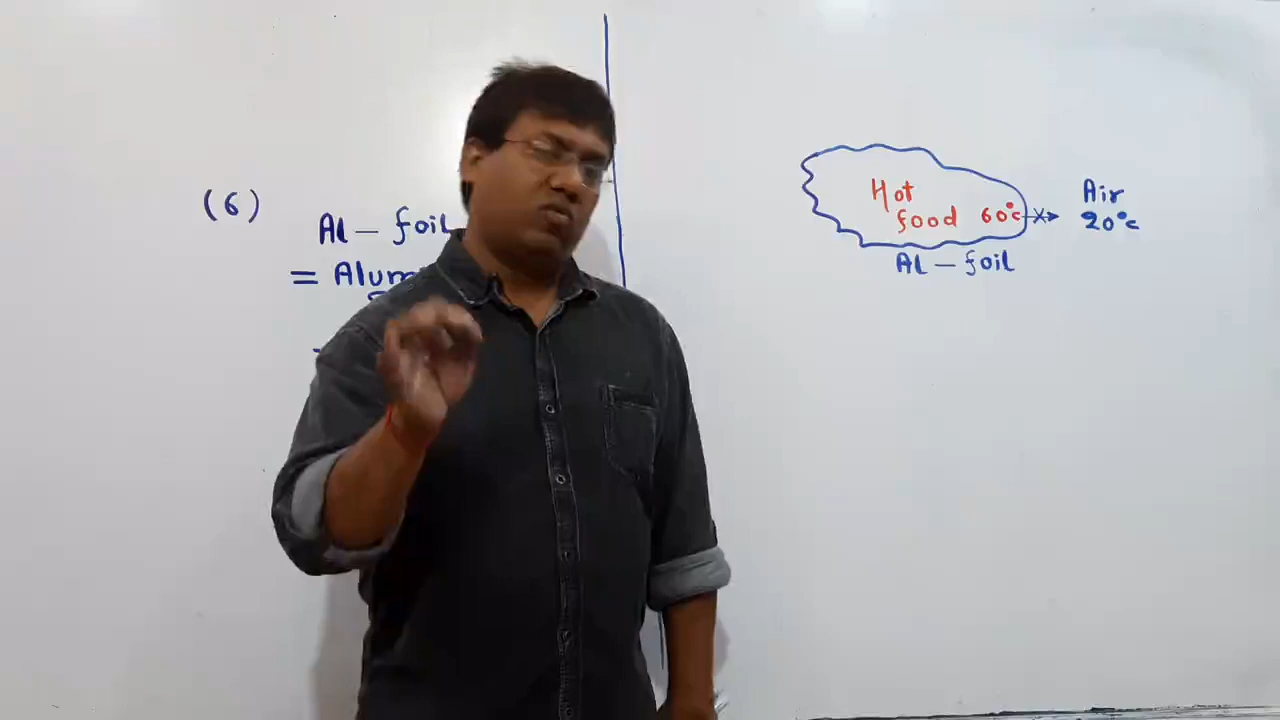 (6)
Al - foil
= Alum
Hot
food 60°c
Air
20°c
Al - foil